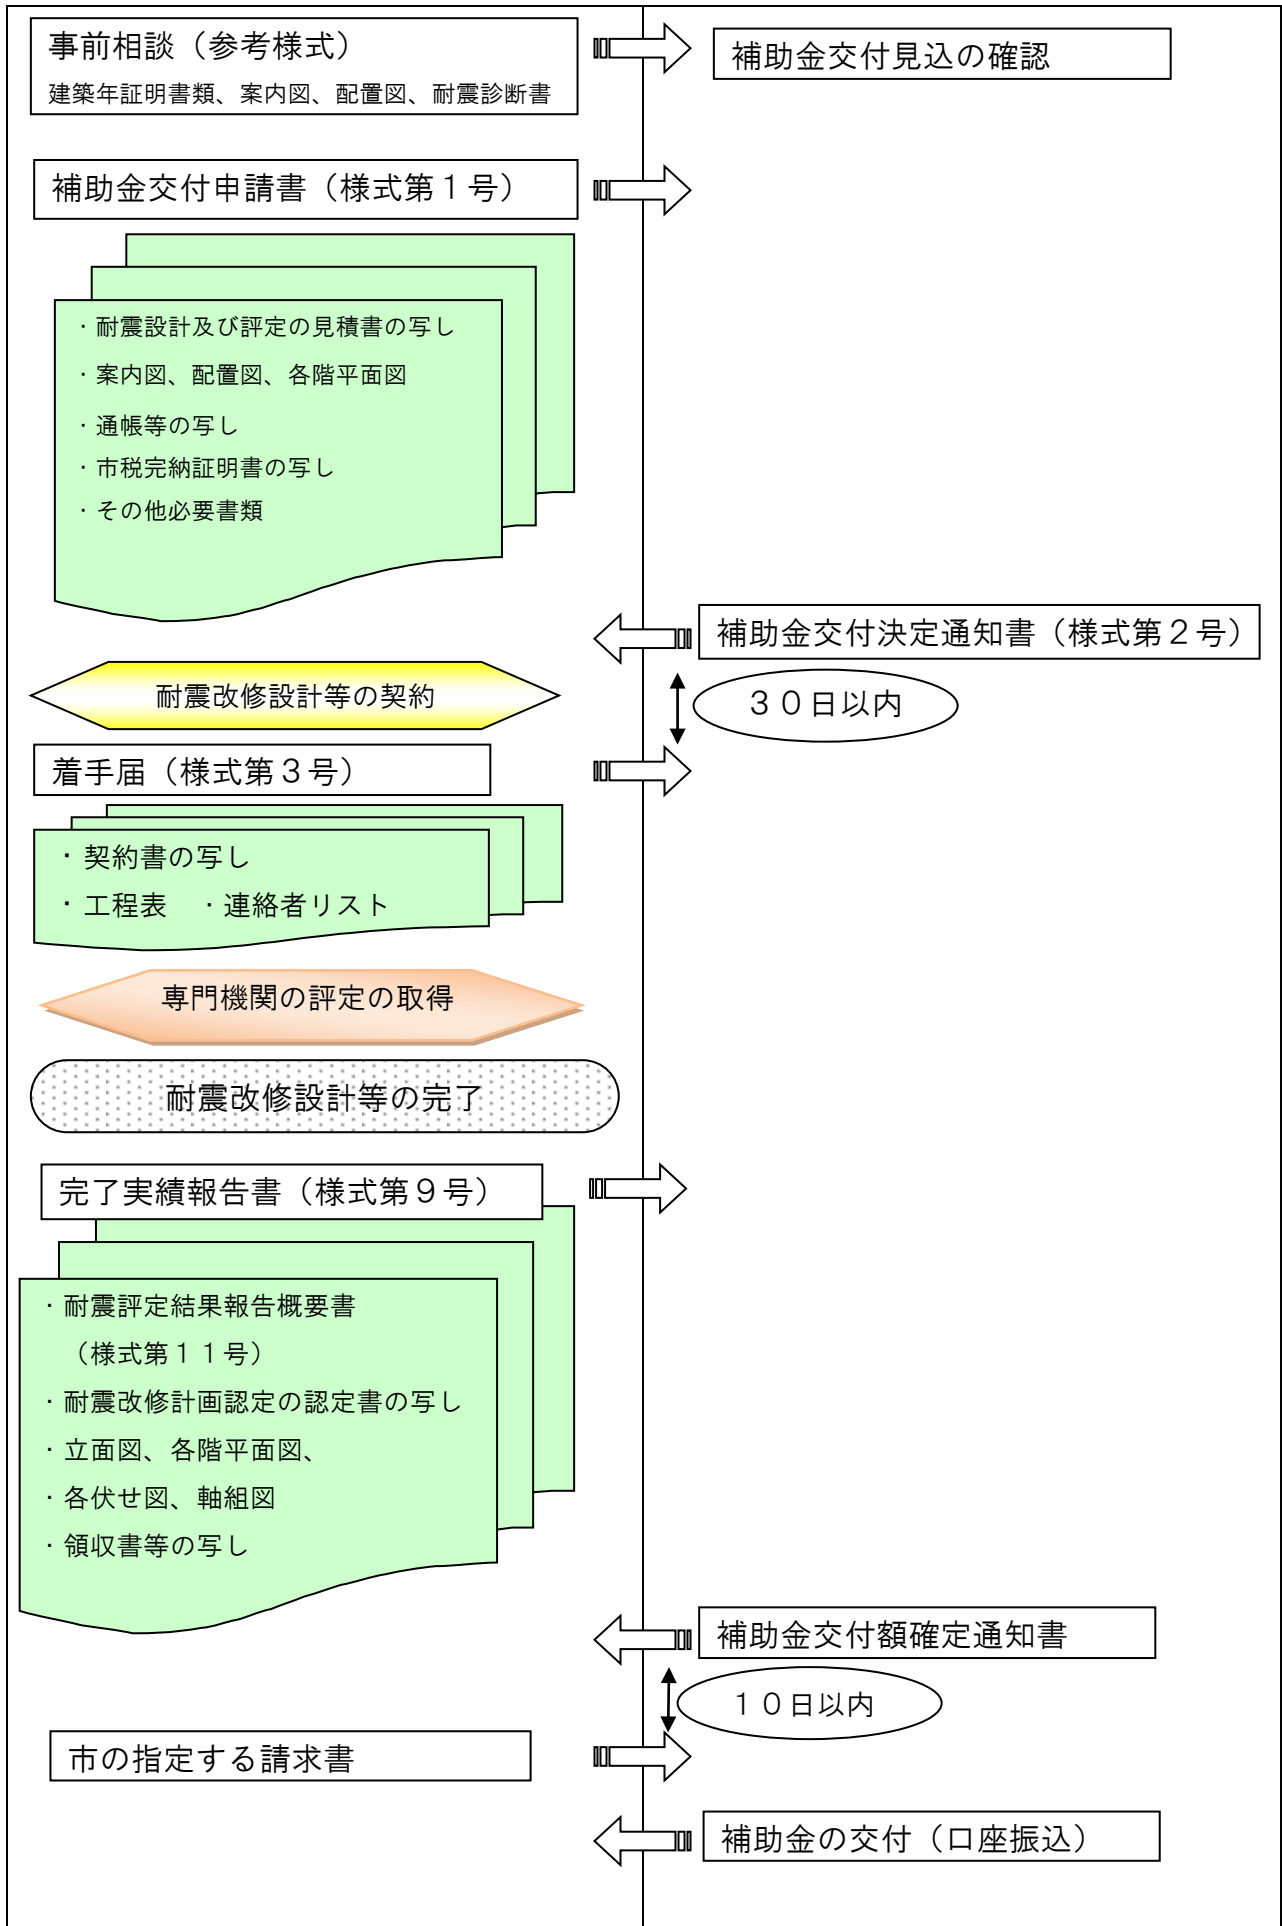 事前相談（参考様式）
建築年証明書類、案内図、配置図、耐震診断書
補助金交付見込の確認
補助金交付申請書（様式第１号）
・耐震設計及び評定の見積書の写し
・案内図、配置図、各階平面図
・通帳等の写し
・市税完納証明書の写し
・その他必要書類
補助金交付決定通知書（様式第２号）
耐震改修設計等の契約
３０日以内
着手届（様式第３号）
・契約書の写し
・工程表　・連絡者リスト
専門機関の評定の取得
耐震改修設計等の完了
完了実績報告書（様式第９号）
・耐震評定結果報告概要書
（様式第１１号）
・耐震改修計画認定の認定書の写し
・立面図、各階平面図、
・各伏せ図、軸組図
・領収書等の写し
補助金交付額確定通知書
１０日以内
市の指定する請求書
補助金の交付（口座振込）